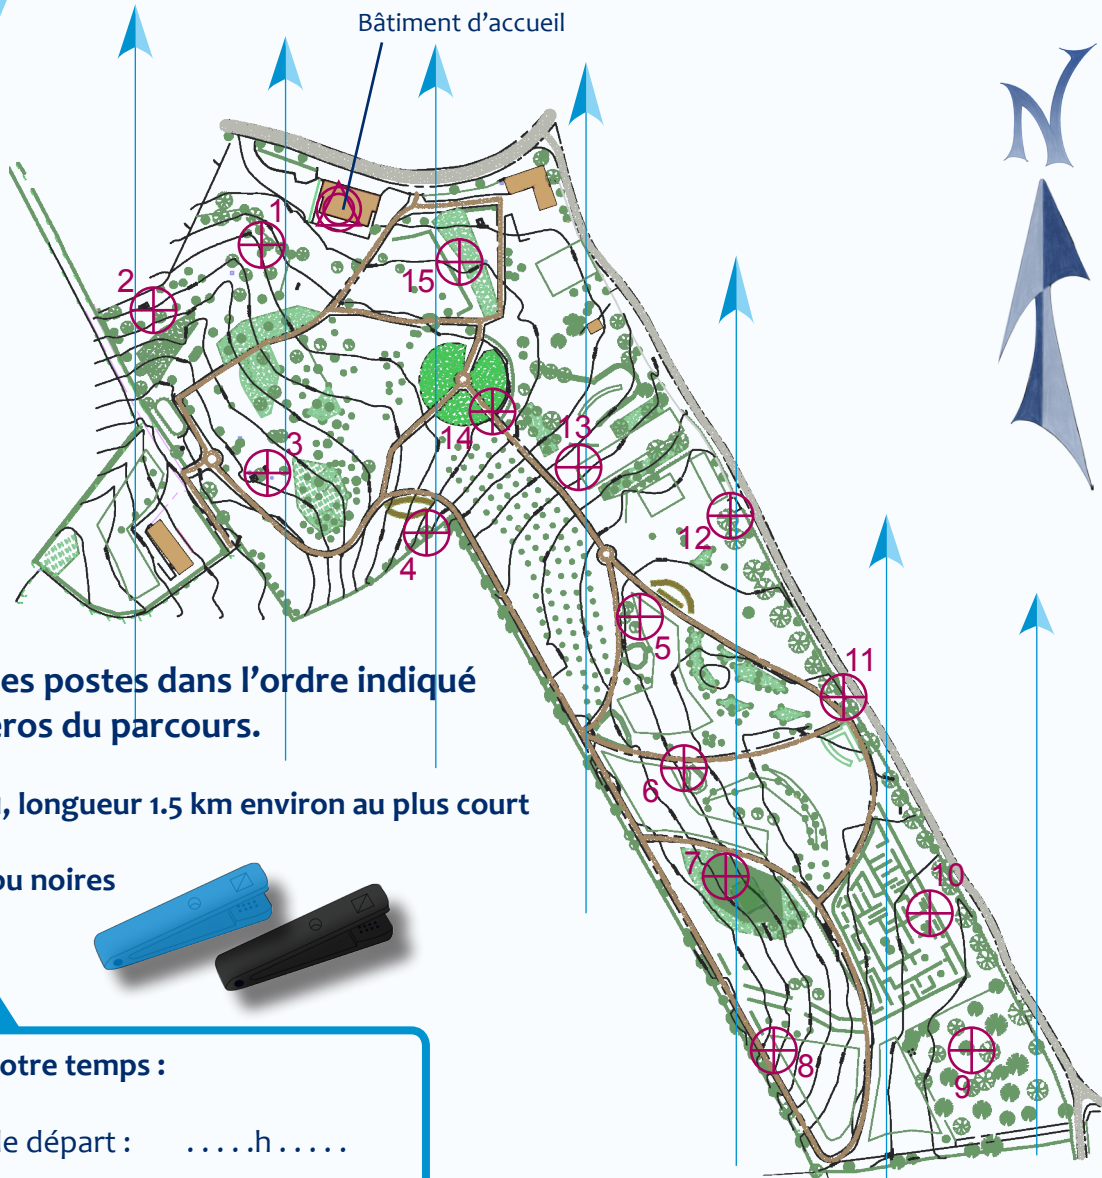 Bâtiment d'accueil
N
1
2
15
3
14
13
4
12
5
11
6
7
10
8
9
es postes dans l'ordre indiqué
éros du parcours.
, longueur 1.5 km environ au plus court
ou noires
otre temps :
le départ : .....h.....